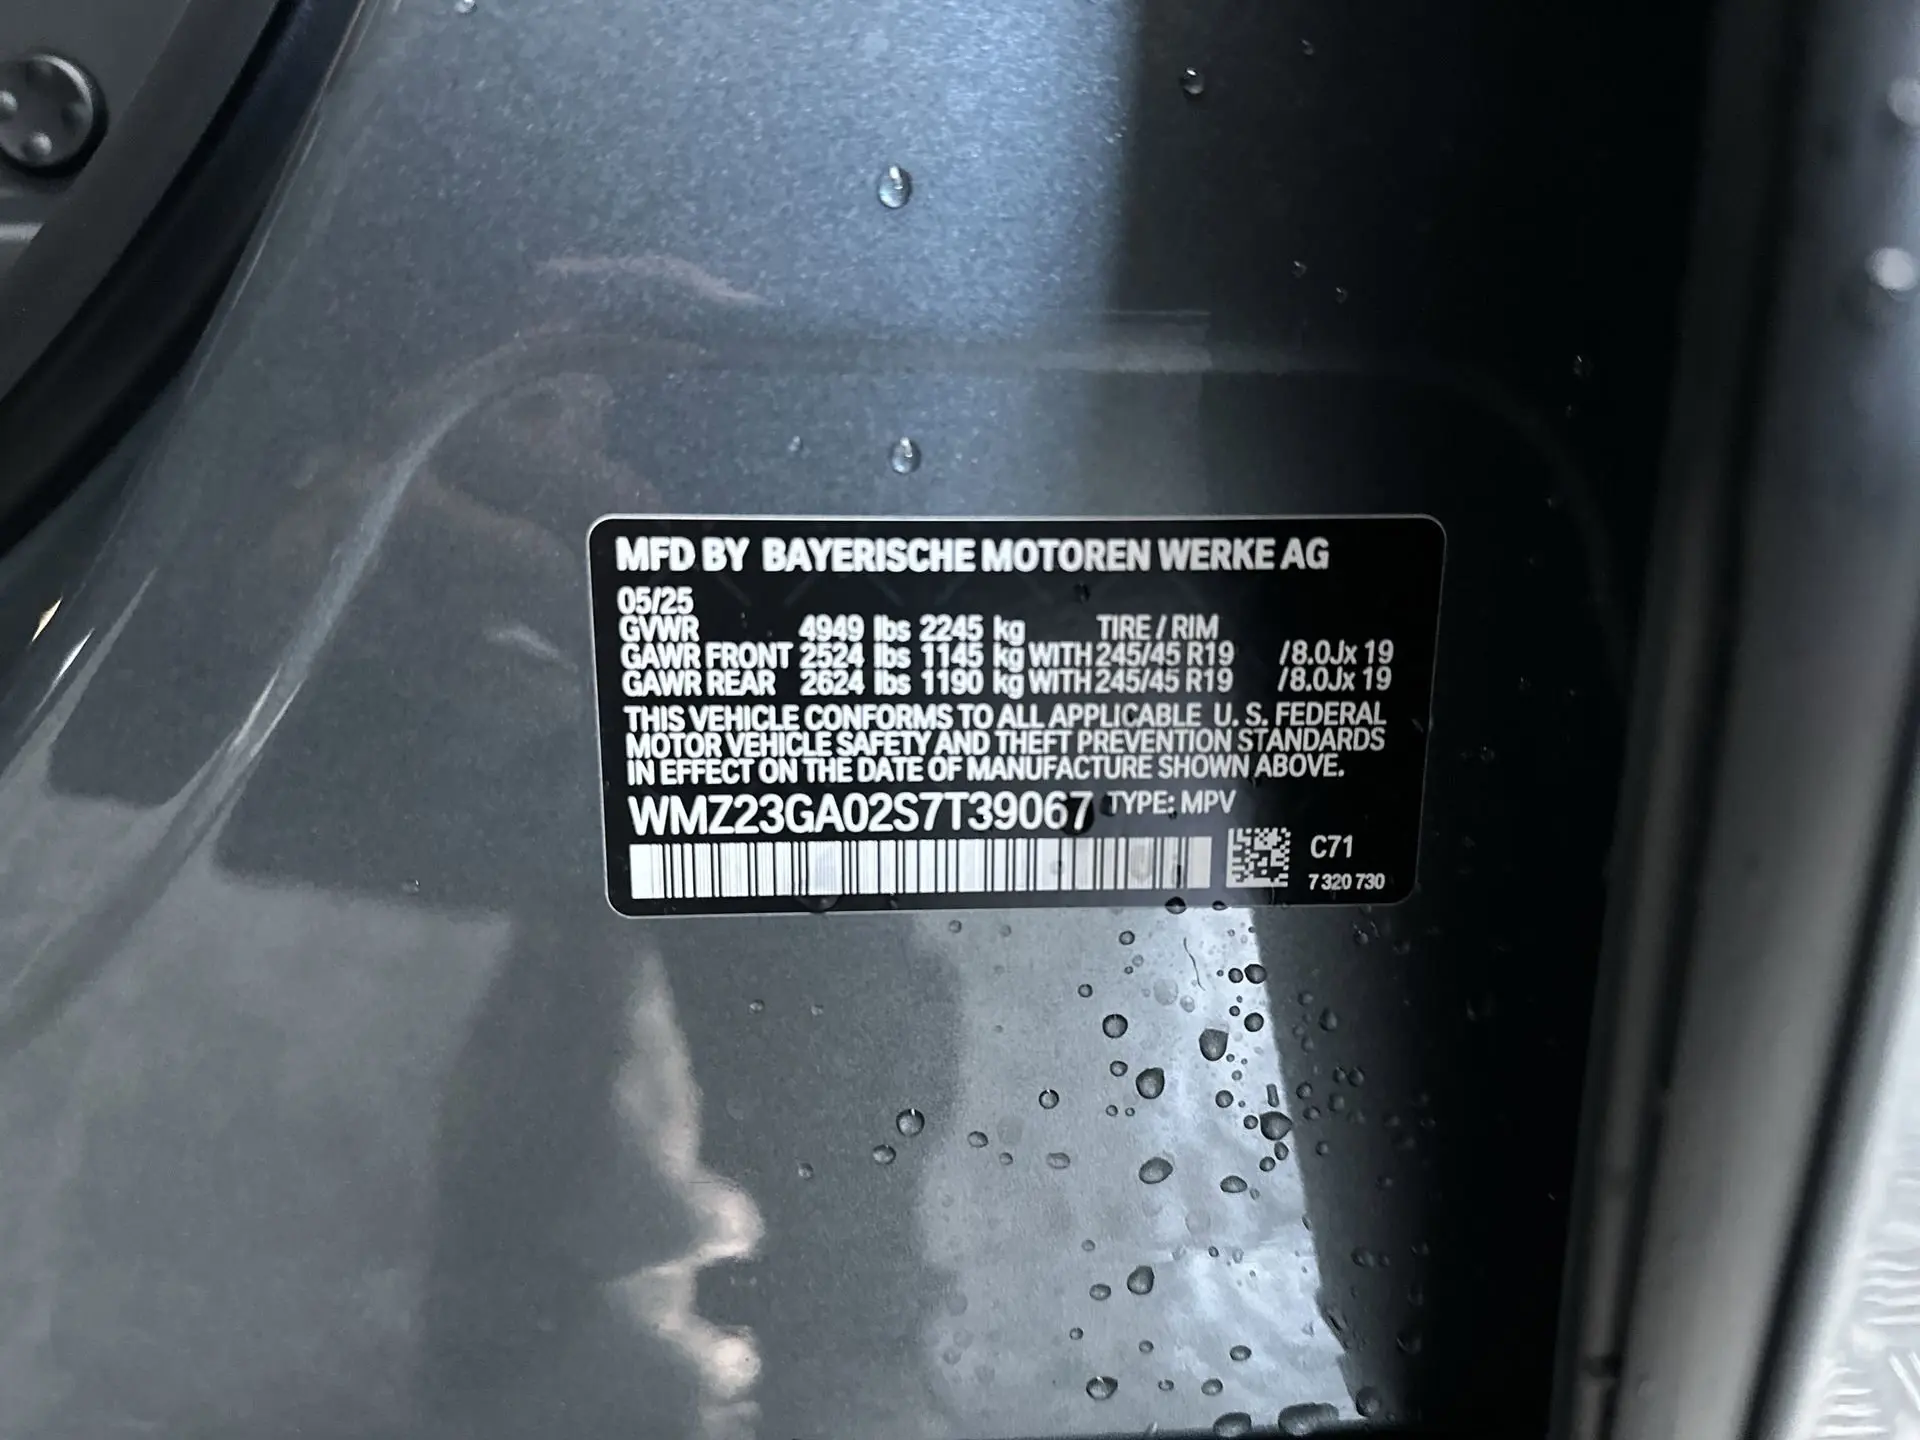 MFD BY BAYERISCHE MOTOREN WERKE AG
05/25
GVWR 4949 lbs 2245 kg TIRE / RIM
GAWR FRONT 2524 lbs 1145 kg WITH 245/45 R19 /8.0Jx 19
GAWR REAR 2624 lbs 1190 kg WITH 245/45 R19 /8.0Jx 19
THIS VEHICLE CONFORMS TO ALL APPLICABLE U. S. FEDERAL
MOTOR VEHICLE SAFETY AND THEFT PREVENTION STANDARDS
IN EFFECT ON THE DATE OF MANUFACTURE SHOWN ABOVE.
WMZ23GA02S7T39067 TYPE: MPV
C71
7 320 730